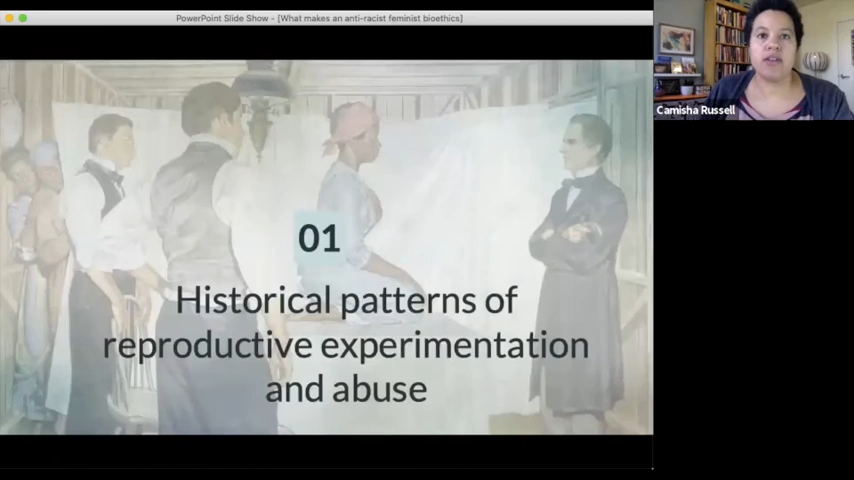 PowerPoint Slide Show - [What makes an anti-racist feminist bioethics]
Camisha Russell
01
Historical patterns of
reproductive experimentation
and abuse